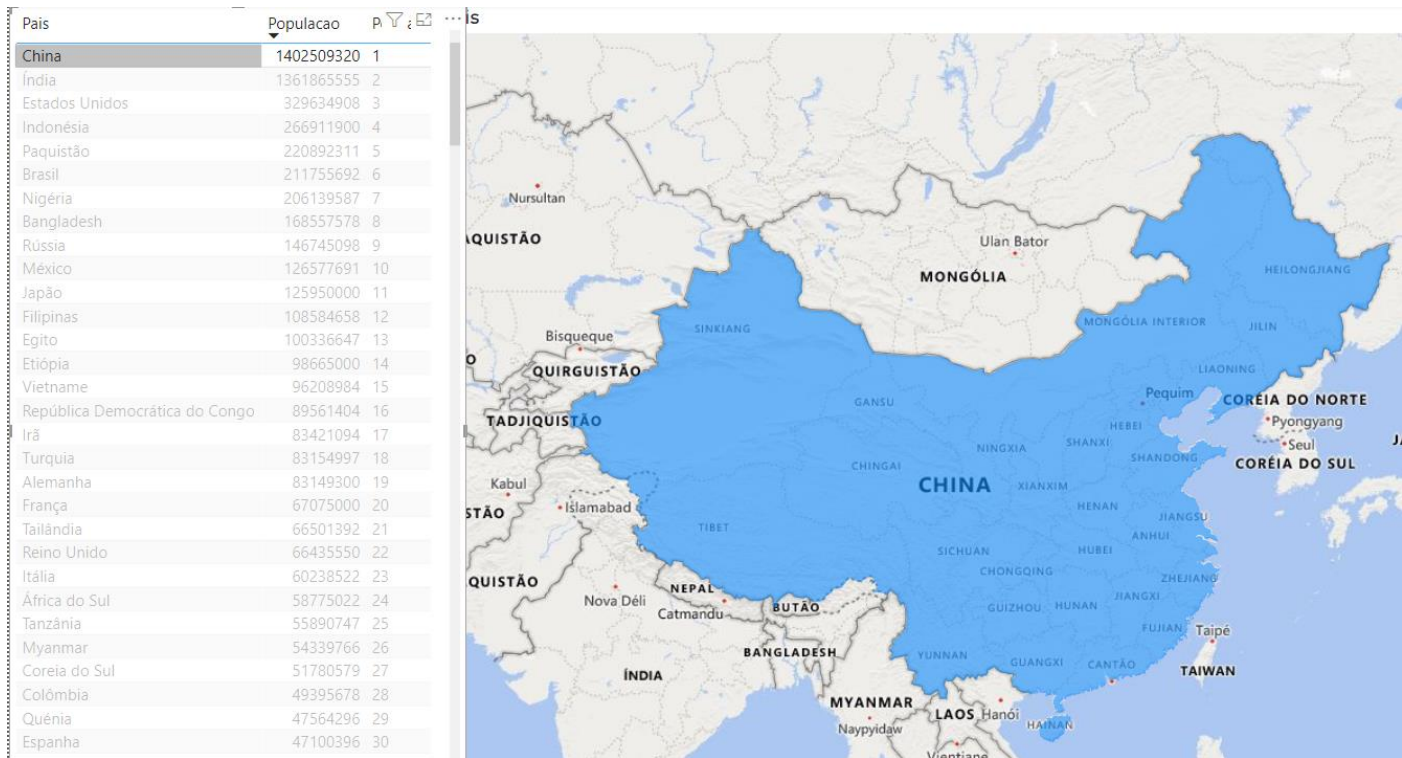 Pais Populacao P
is
China 1402509320 1
Índia 1361865555 2
Estados Unidos 329634908 3
Indonésia 266911900 4
Paquistão 220892311 5
Brasil 211755692 6
Nigéria 206139587 7
Bangladesh 168557578 8
Rússia 146745098 9
México 126577691 10
Japão 125950000 11
Filipinas 108584658 12
Egito 100336647 13
Etiópia 98665000 14
Vietname 96208984 15
República Democrática do Congo 89561404 16
Irã 83421094 17
Turquia 83154997 18
Alemanha 83149300 19
França 67075000 20
Tailândia 66501392 21
Reino Unido 66435550 22
Itália 60238522 23
África do Sul 58775022 24
Tanzânia 55890747 25
Myanmar 54339766 26
Coreia do Sul 51780579 27
Colômbia 49395678 28
Quénia 47564296 29
Espanha 47100396 30
Nursultan
AQUISTÃO
Ulan Bator
MONGÓLIA
HEILONGJIANG
SINKIANG
MONGÓLIA INTERIOR
JILIN
Bisqueque
O
QUIRGUISTÃO
LIAONING
GANSU
Pequim
CORÉIA DO NORTE
TADJIQUISTÃO
HEBEI
Pyongyang
NINGXIA
SHANXI
Seul
JA
SHANDONG
CHINGAI
CORÉIA DO SUL
Kabul
CHINA
XIANXIM
STÃO
Islamabad
HENAN
JIANGSU
TIBET
ANHUI
SICHUAN
HUBEI
CHONGQING
ZHEJIANG
QUISTÃO
NEPAL
Nova Déli
Catmandu
BUTÃO
GUIZHOU
HUNAN
JIANGXI
FUJIAN
Taipé
BANGLADESH
YUNNAN
GUANGXI
CANTÃO
TAIWAN
ÍNDIA
MYANMAR
LAOS
Hanói
Naypyidaw
HAINAN
Vientiane